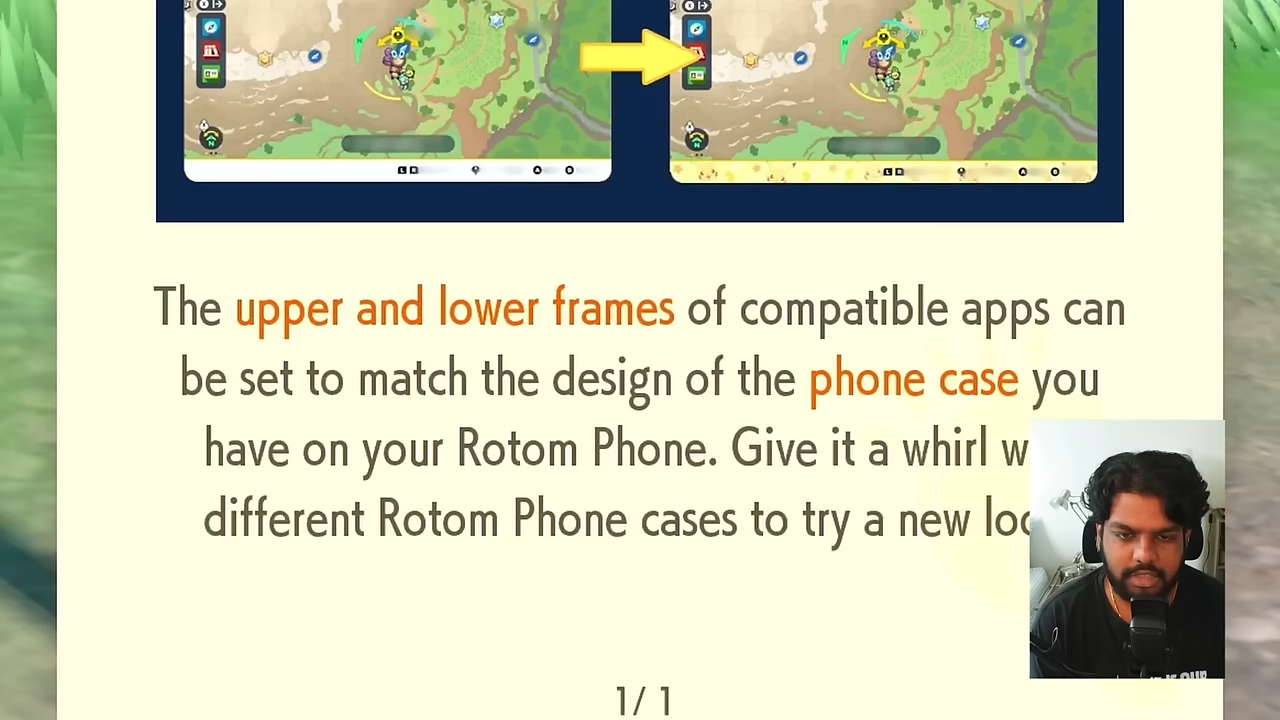 The upper and lower frames of compatible apps can
be set to match the design of the phone case you
have on your Rotom Phone. Give it a whirl
different Rotom Phone cases to try a new
1/ 1